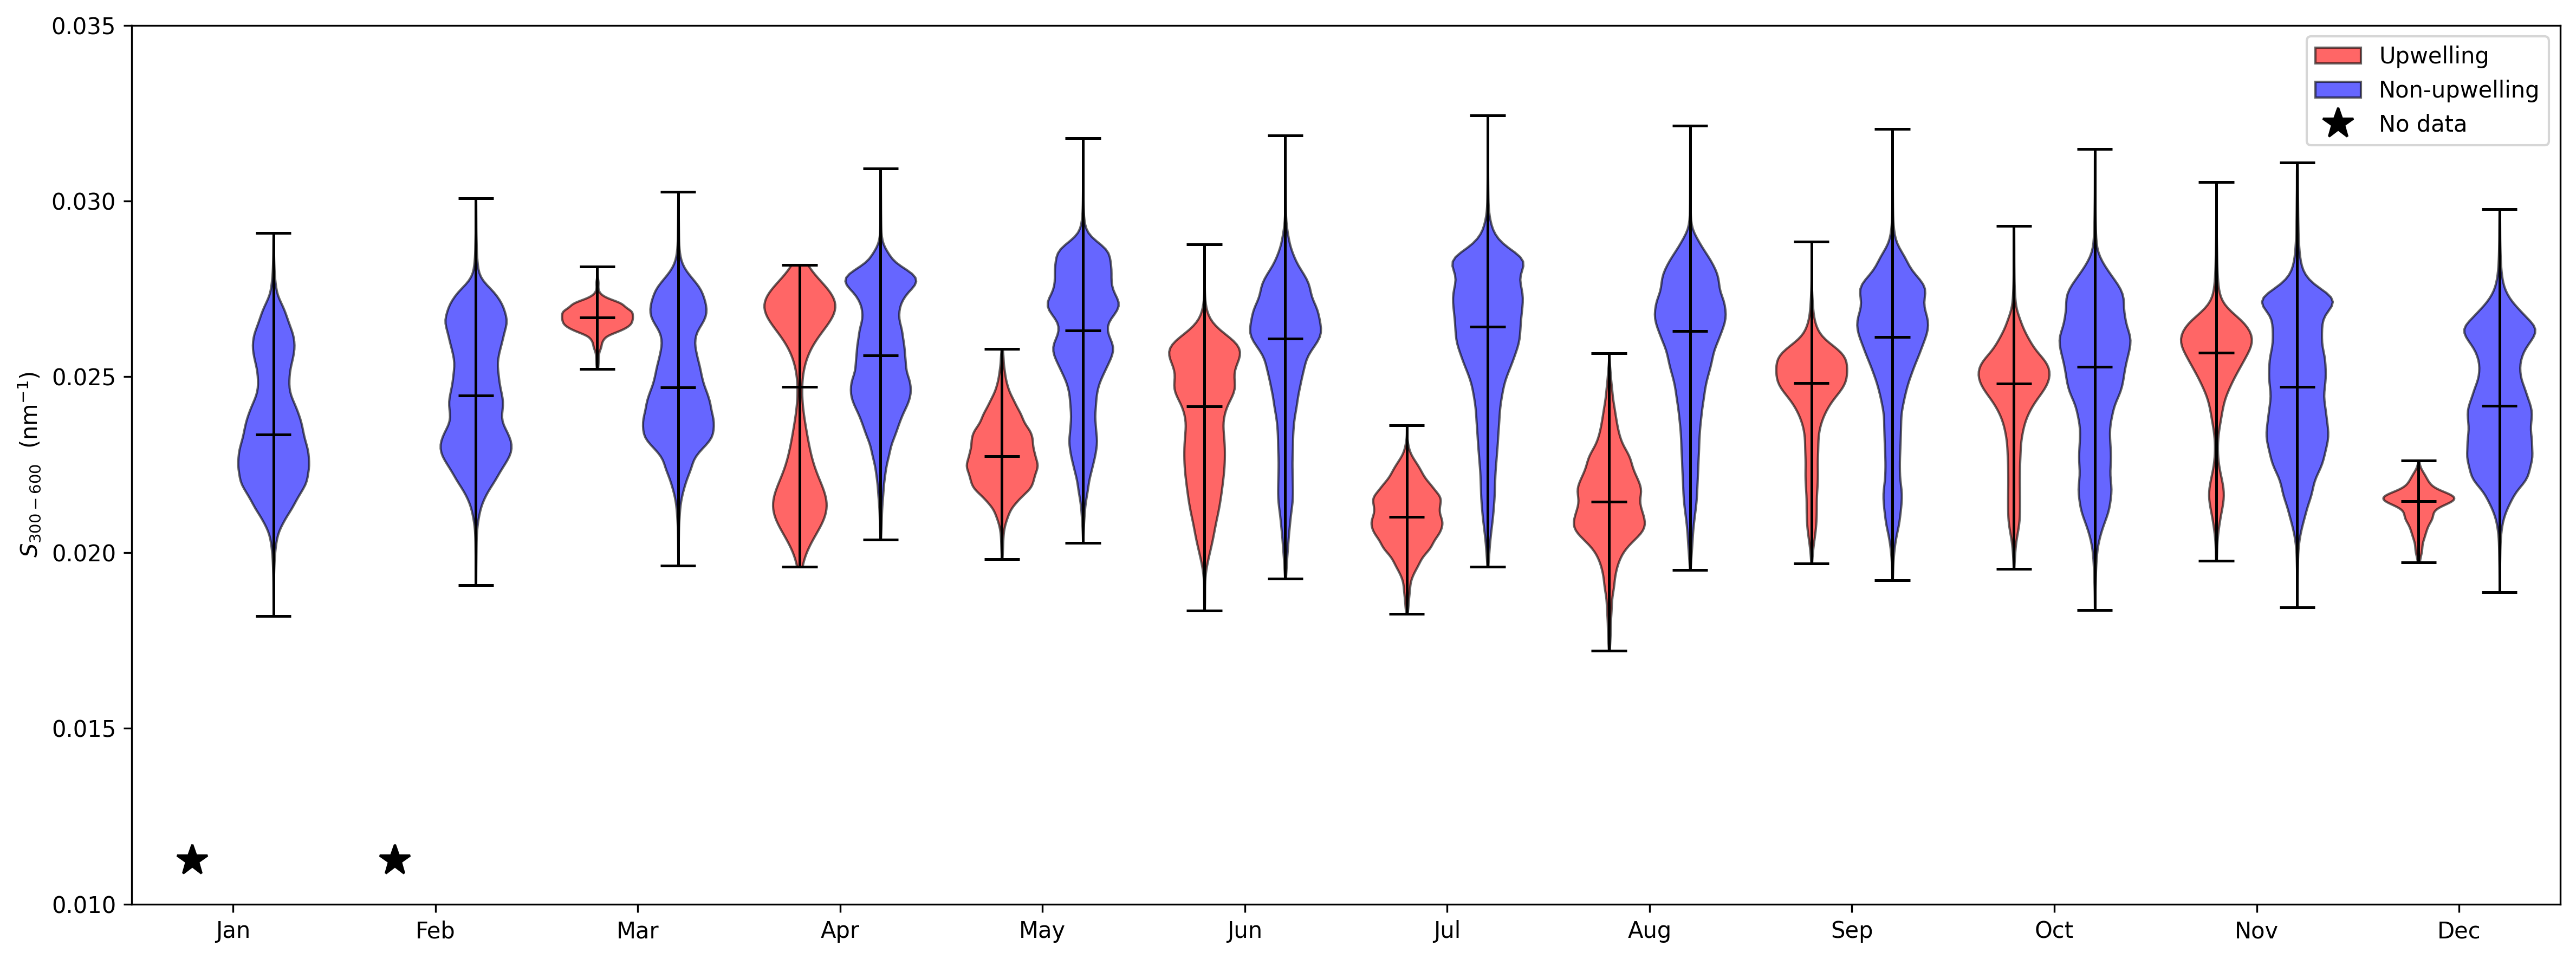 0.035
0.030
0.025
0.020
0.015
0.010
S₃₀₀₋₆₀₀ (nm⁻¹)
Upwelling
Non-upwelling
No data
Jan Feb Mar Apr May Jun Jul Aug Sep Oct Nov Dec